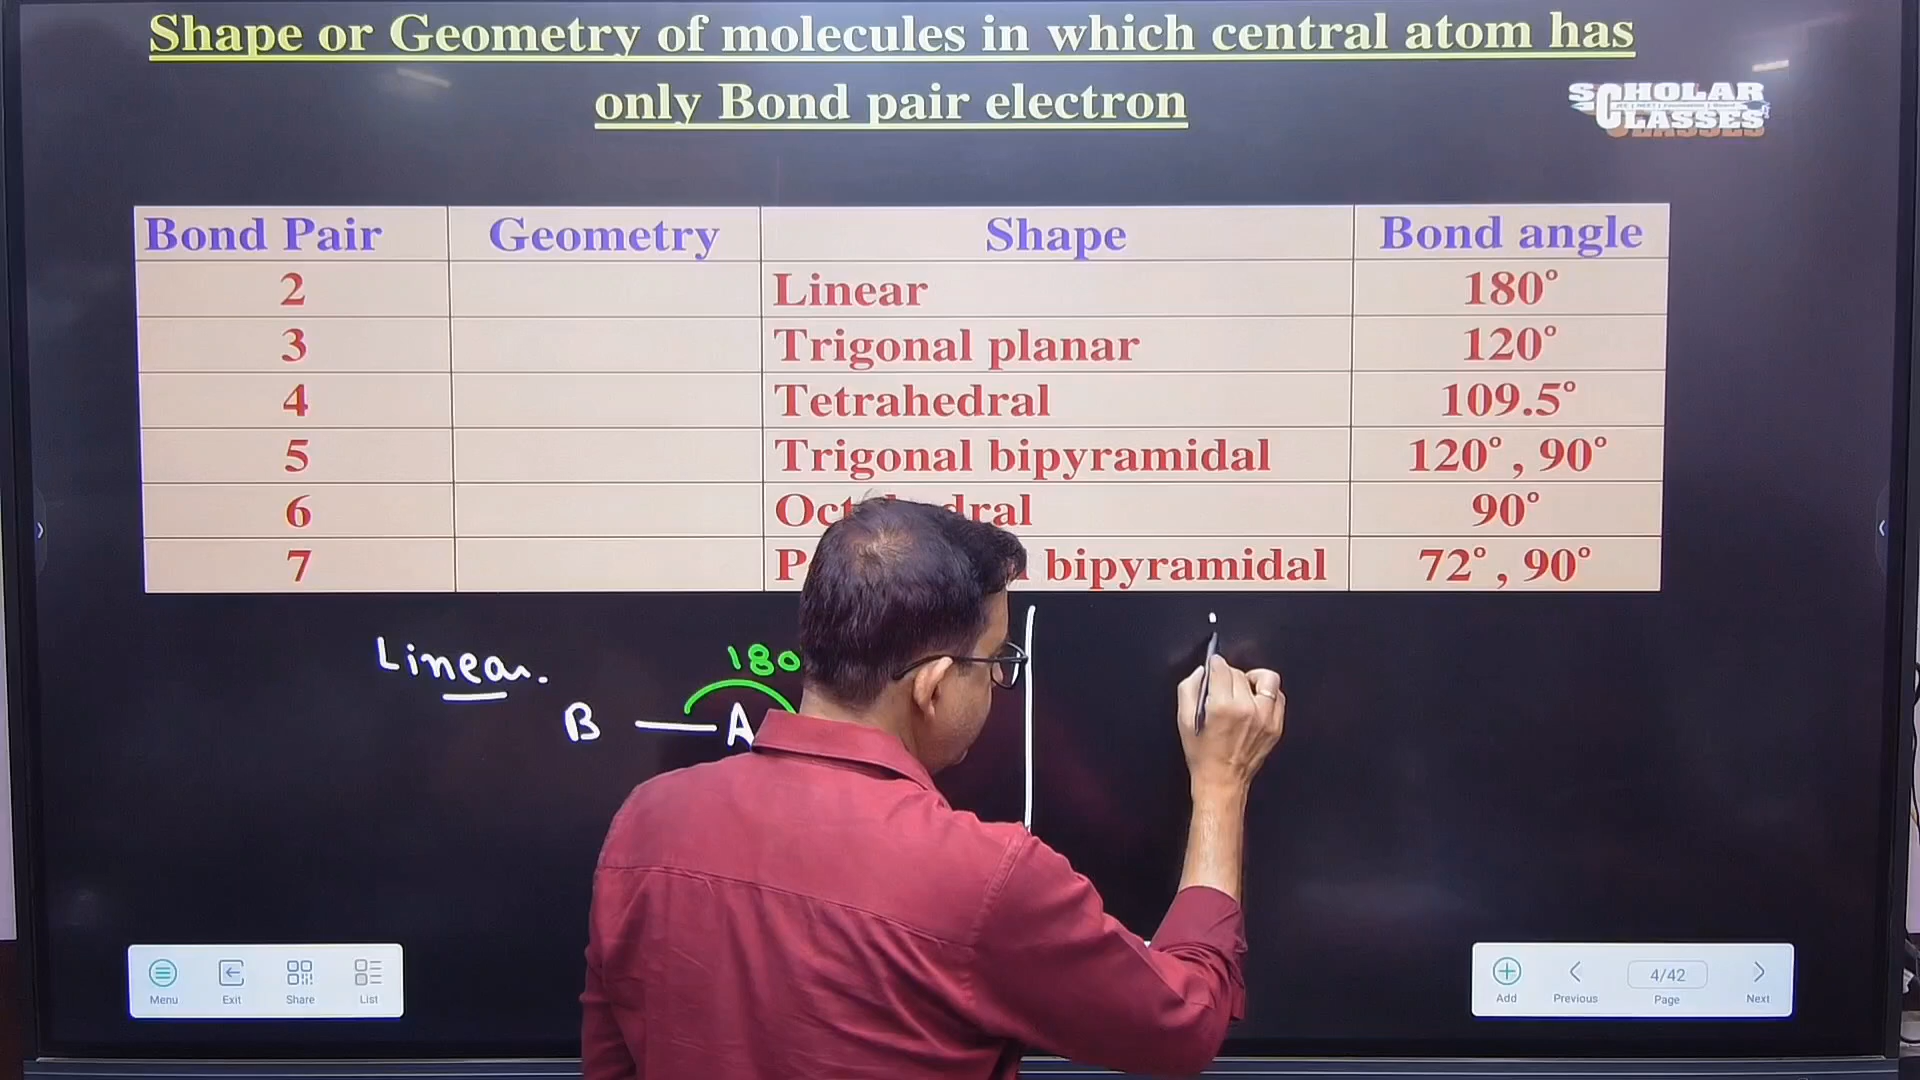 Shape or Geometry of molecules in which central atom has
only Bond pair electron
SCHOLAR
CLASSES
Bond Pair Geometry Shape Bond angle
2 Linear 180°
3 Trigonal planar 120°
4 Tetrahedral 109.5°
5 Trigonal bipyramidal 120°, 90°
6 90°
7 bipyramidal 72°, 90°
Linear.
180
B — A
Menu Exit Share List
Add Previous 4/42 Page Next